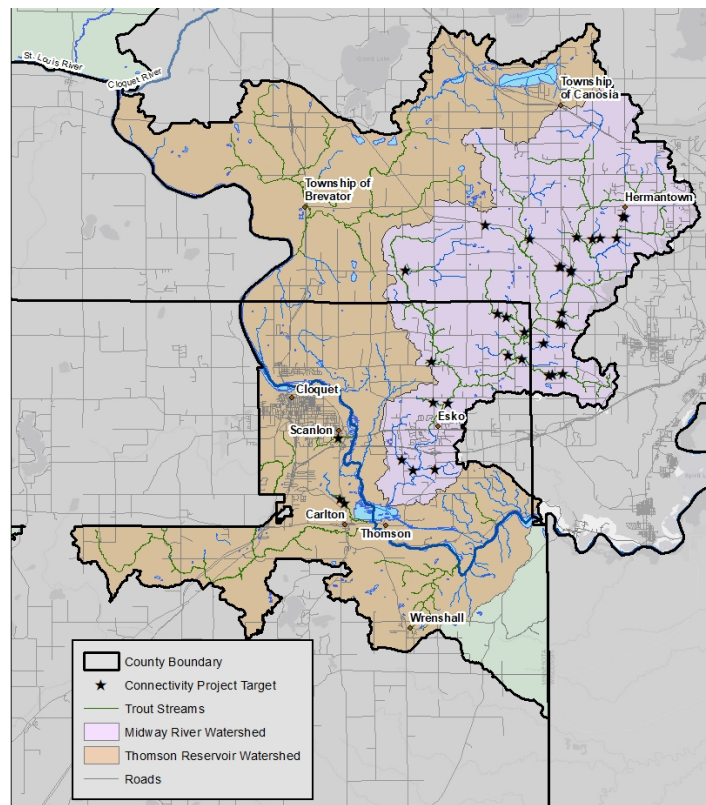 St. Louis River
Cloquet River
Township
of Canosia
Township of
Brevator
Hermantown
Cloquet
Esko
Scanlon
Carlton
Thomson
Wrenshall
County Boundary
Connectivity Project Target
Trout Streams
Midway River Watershed
Thomson Reservoir Watershed
Roads